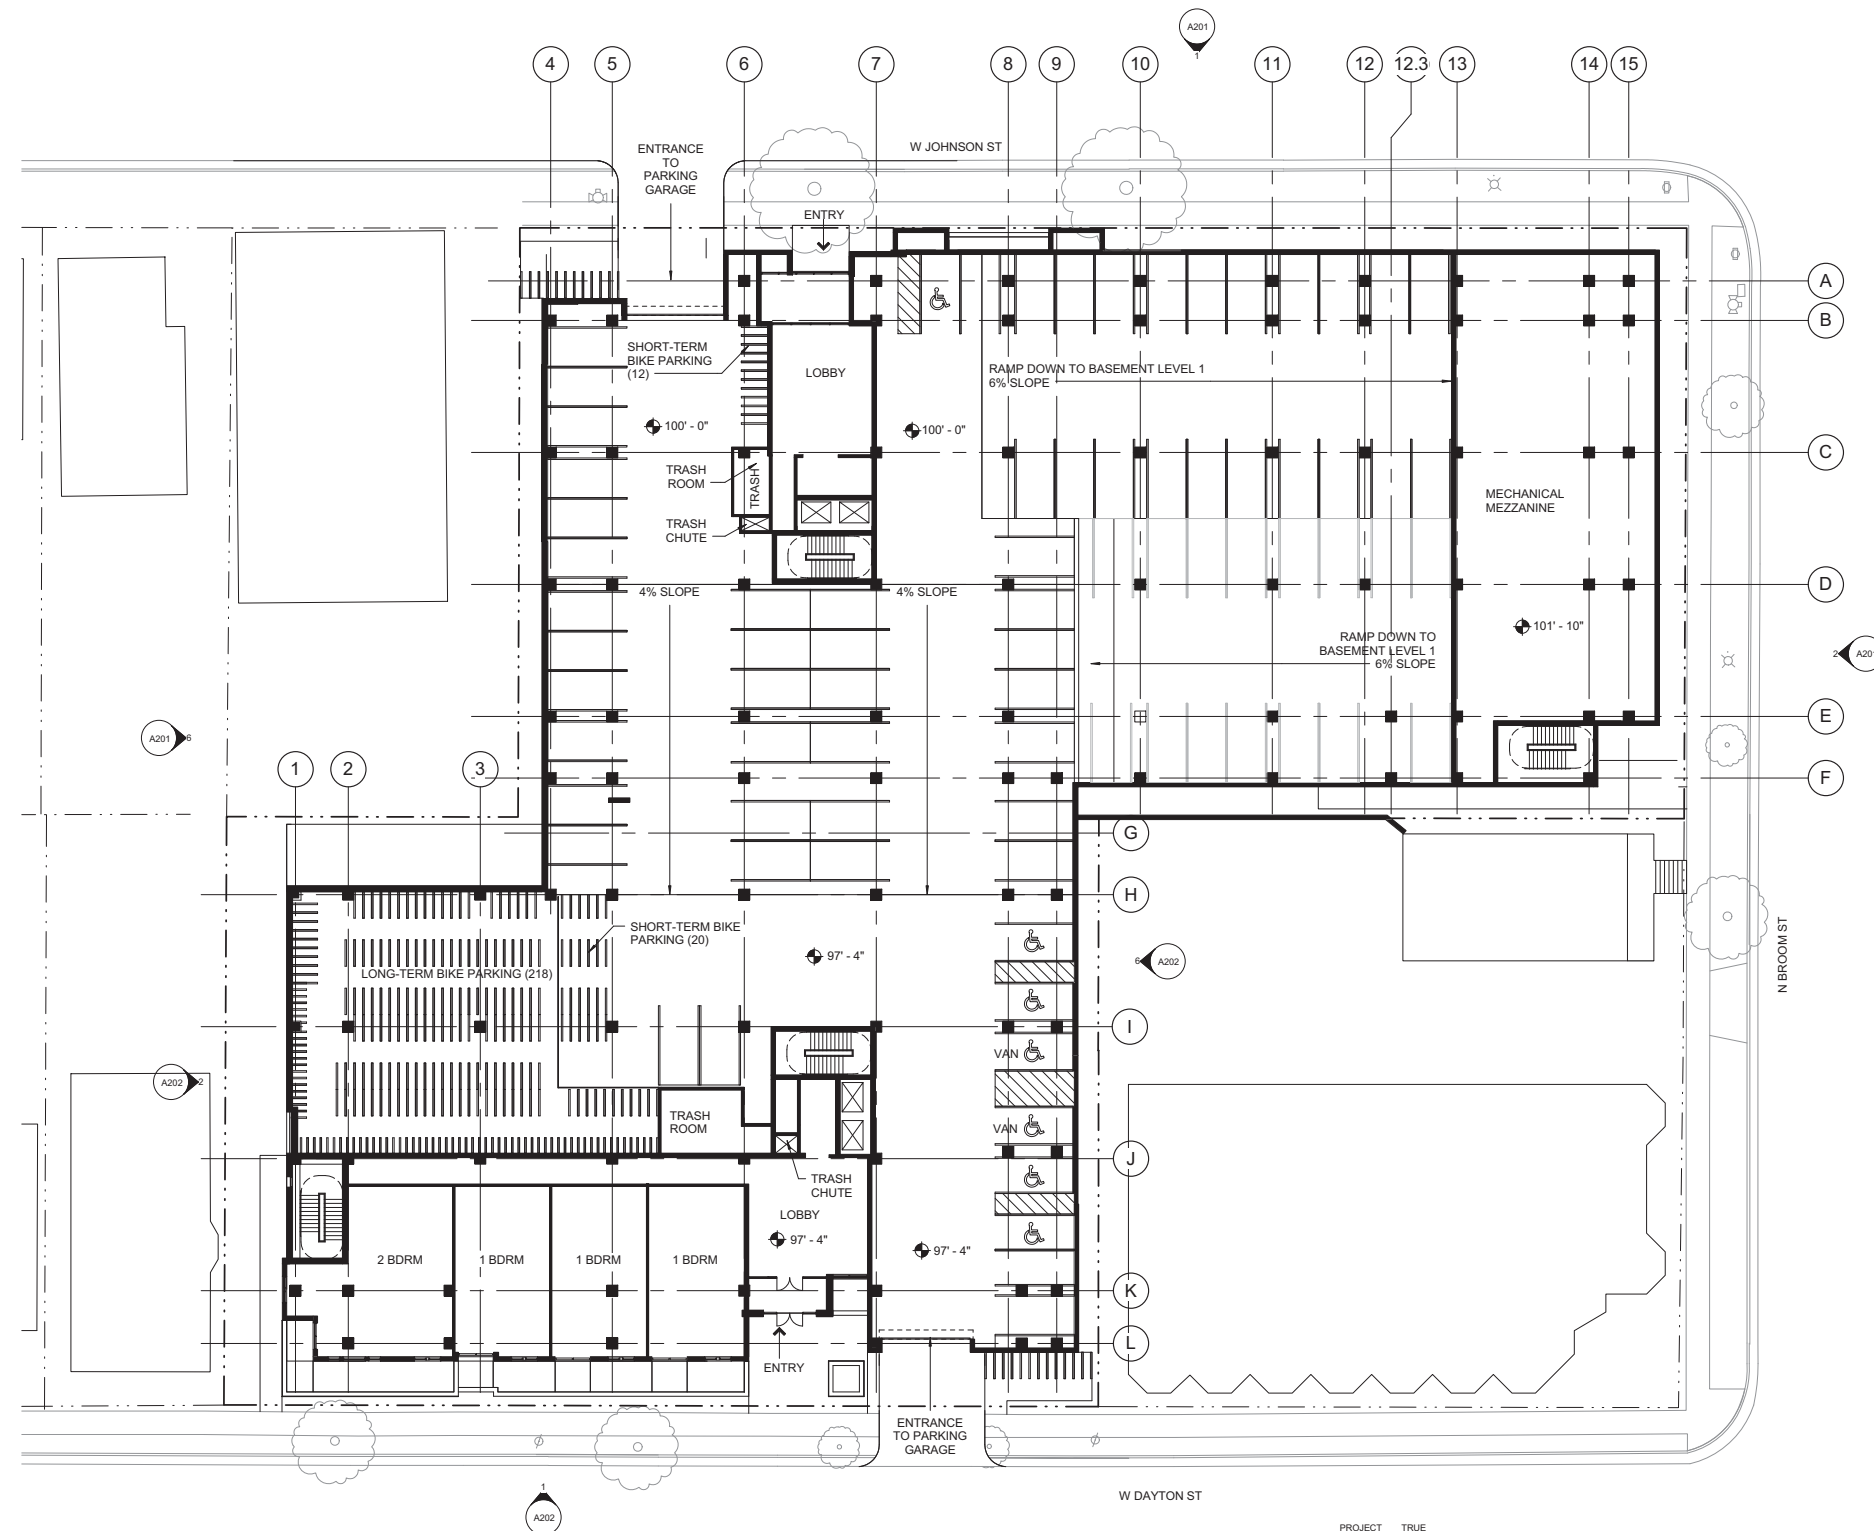 A201
1
4
5
6
7
8
9
10
11
12
12.3
13
14
15
ENTRANCE
TO
PARKING
GARAGE
W JOHNSON ST
ENTRY
A
B
SHORT-TERM
BIKE PARKING
(12)
LOBBY
RAMP DOWN TO BASEMENT LEVEL 1
6% SLOPE
100' - 0"
100' - 0"
C
TRASH
ROOM
TRASH
MECHANICAL
MEZZANINE
TRASH
CHUTE
4% SLOPE
4% SLOPE
D
101' - 10"
RAMP DOWN TO
BASEMENT LEVEL 1
6% SLOPE
2
A201
E
A201
6
1
2
3
F
G
H
SHORT-TERM BIKE
PARKING (20)
N BROOM ST
97' - 4"
6
A202
LONG-TERM BIKE PARKING (218)
I
VAN
A202
2
TRASH
ROOM
VAN
J
TRASH
CHUTE
LOBBY
97' - 4"
97' - 4"
2 BDRM
1 BDRM
1 BDRM
1 BDRM
K
L
ENTRY
ENTRANCE
TO PARKING
GARAGE
W DAYTON ST
1
A202
PROJECT
TRUE